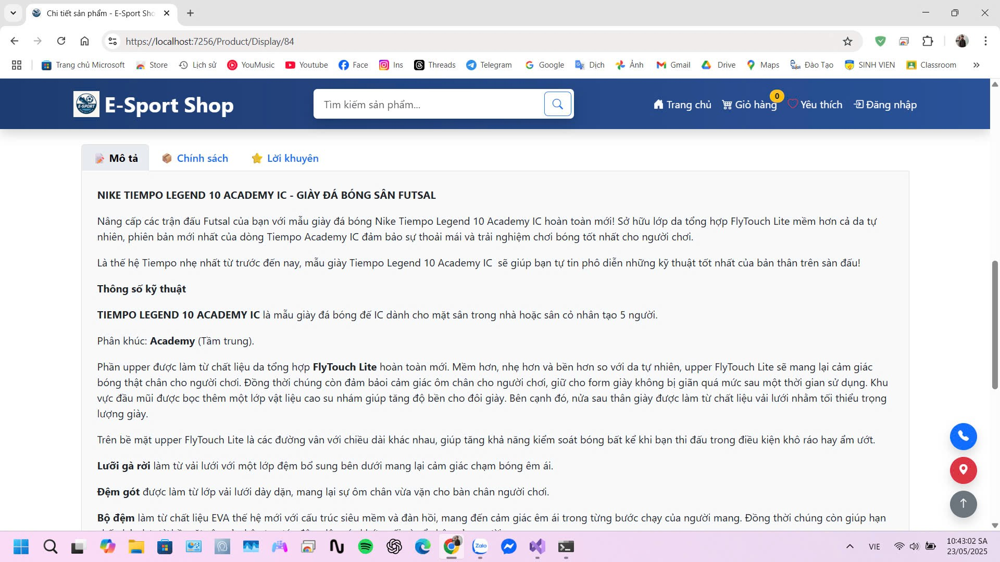 Chi tiết sản phẩm - E-Sport Sho
https://localhost:7256/Product/Display/84
Trang chủ Microsoft
Store
Lịch sử
YouMusic
Youtube
Face
Ins
Threads
Telegram
Google
Dịch
Ảnh
Gmail
Drive
Maps
Đào Tạo
SINH VIEN
Classroom
E-SPORT
E-Sport Shop
Tìm kiếm sản phẩm...
Trang chủ
Giỏ hàng
0
Yêu thích
Đăng nhập
Mô tả
Chính sách
Lời khuyên
NIKE TIEMPO LEGEND 10 ACADEMY IC - GIÀY ĐÁ BÓNG SÂN FUTSAL
Nâng cấp các trận đấu Futsal của bạn với mẫu giày đá bóng Nike Tiempo Legend 10 Academy IC hoàn toàn mới! Sở hữu lớp da tổng hợp FlyTouch Lite mềm hơn cả da tự
nhiên, phiên bản mới nhất của dòng Tiempo Academy IC đảm bảo sự thoải mái và trải nghiệm chơi bóng tốt nhất cho người chơi.
Là thế hệ Tiempo nhẹ nhất từ trước đến nay, mẫu giày Tiempo Legend 10 Academy IC  sẽ giúp bạn tự tin phô diễn những kỹ thuật tốt nhất của bản thân trên sàn đấu!
Thông số kỹ thuật
TIEMPO LEGEND 10 ACADEMY IC là mẫu giày đá bóng đế IC dành cho mặt sân trong nhà hoặc sân cỏ nhân tạo 5 người.
Phân khúc: Academy (Tầm trung).
Phần upper được làm từ chất liệu da tổng hợp FlyTouch Lite hoàn toàn mới. Mềm hơn, nhẹ hơn và bền hơn so với da tự nhiên, upper FlyTouch Lite sẽ mang lại cảm giác
bóng thật chân cho người chơi. Đồng thời chúng còn đảm bảoi cảm giác ôm chân cho người chơi, giữ cho form giày không bị giãn quá mức sau một thời gian sử dụng. Khu
vực đầu mũi được bọc thêm một lớp vật liệu cao su nhám giúp tăng độ bền cho đôi giày. Bên cạnh đó, nửa sau thân giày được làm từ chất liệu vải lưới nhằm tối thiểu trọng
lượng giày.
Trên bề mặt upper FlyTouch Lite là các đường vân với chiều dài khác nhau, giúp tăng khả năng kiểm soát bóng bất kể khi bạn thi đấu trong điều kiện khô ráo hay ẩm ướt.
Lưỡi gà rời làm từ vải lưới với một lớp đệm bổ sung bên dưới mang lại cảm giác chạm bóng êm ái.
Đệm gót được làm từ lớp vải lưới dày dặn, mang lại sự ôm chân vừa vặn cho bàn chân người chơi.
Bộ đệm làm từ chất liệu EVA thế hệ mới với cấu trúc siêu mềm và đàn hồi, mang đến cảm giác êm ái trong từng bước chạy của người mang. Đồng thời chúng còn giúp hạn
Zalo
VIE
10:43:02 SA
23/05/2025